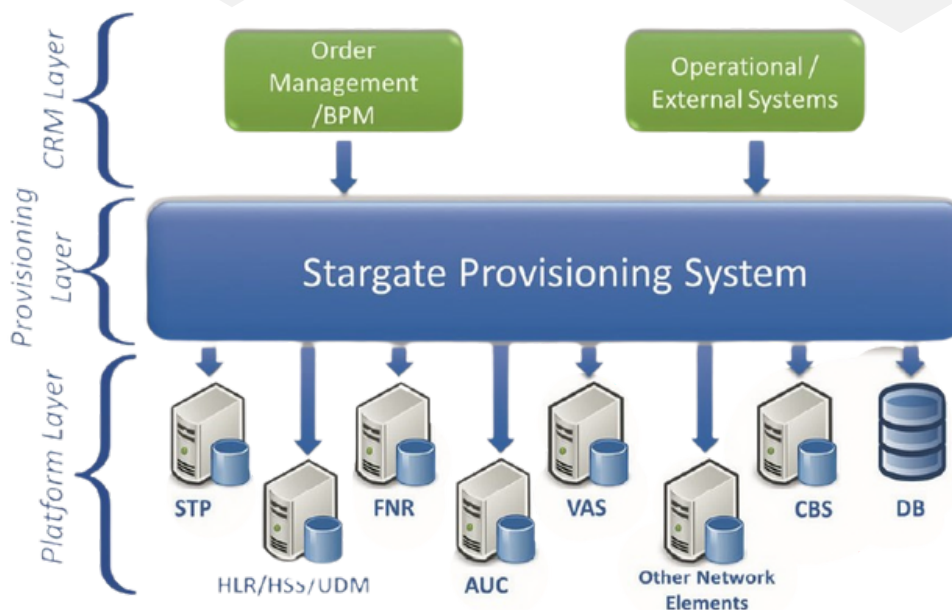 CRM Layer
Order
Management
/BPM
Operational /
External Systems
Provisioning
Layer
Stargate Provisioning System
Platform Layer
STP
FNR
VAS
CBS
DB
HLR/HSS/UDM
AUC
Other Network
Elements